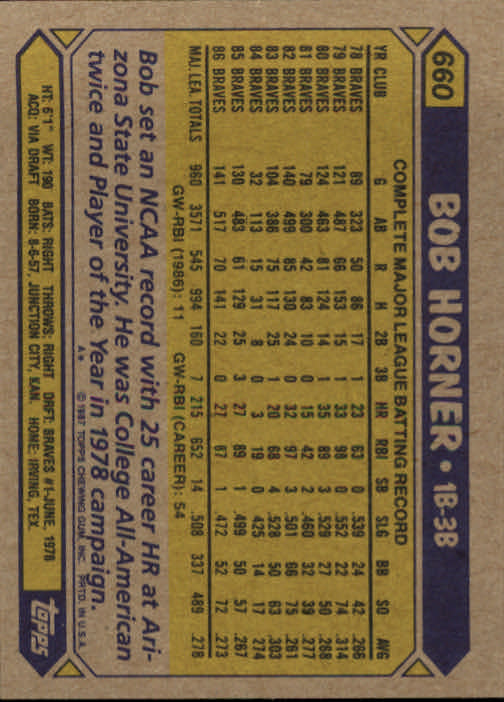 660
BOB HORNER • 1B-3B
COMPLETE MAJOR LEAGUE BATTING RECORD
YR CLUB G AB R H 2B 3B HR RBI SB SLG BB SO AVG
78 BRAVES 89 323 50 86 17 1 23 63 0 .539 24 42 .266
79 BRAVES 121 487 66 153 15 1 33 98 0 .552 22 74 .314
80 BRAVES 124 463 81 124 14 1 35 89 3 .529 27 50 .268
81 BRAVES 79 300 42 83 10 0 15 42 2 .460 32 39 .277
82 BRAVES 140 499 85 130 24 0 32 97 3 .501 66 75 .261
83 BRAVES 104 386 75 117 25 1 20 68 4 .528 50 63 .303
84 BRAVES 32 113 15 31 8 0 3 19 0 .425 14 17 .274
85 BRAVES 130 483 61 129 25 3 27 89 1 .499 50 57 .267
86 BRAVES 141 517 70 141 22 0 27 87 1 .472 52 72 .273
MAJ.LEA. TOTALS 960 3571 545 994 160 7 215 652 14 .508 337 489 .278
GW-RBI (1986): 11 GW-RBI (CAREER): 54
Bob set an NCAA record with 25 career HR at Ari-
zona State University. He was College All-American
twice and Player of the Year in 1978 campaign.
A* © 1987 TOPPS CHEWING GUM, INC. PRTD. IN U.S.A.
HT: 6'1" WT: 190 BATS: RIGHT THROWS: RIGHT DRFT: BRAVES #1-JUNE, 1978
ACQ: VIA DRAFT BORN: 8-6-57, JUNCTION CITY, KAN. HOME: IRVING, TEX.
topps